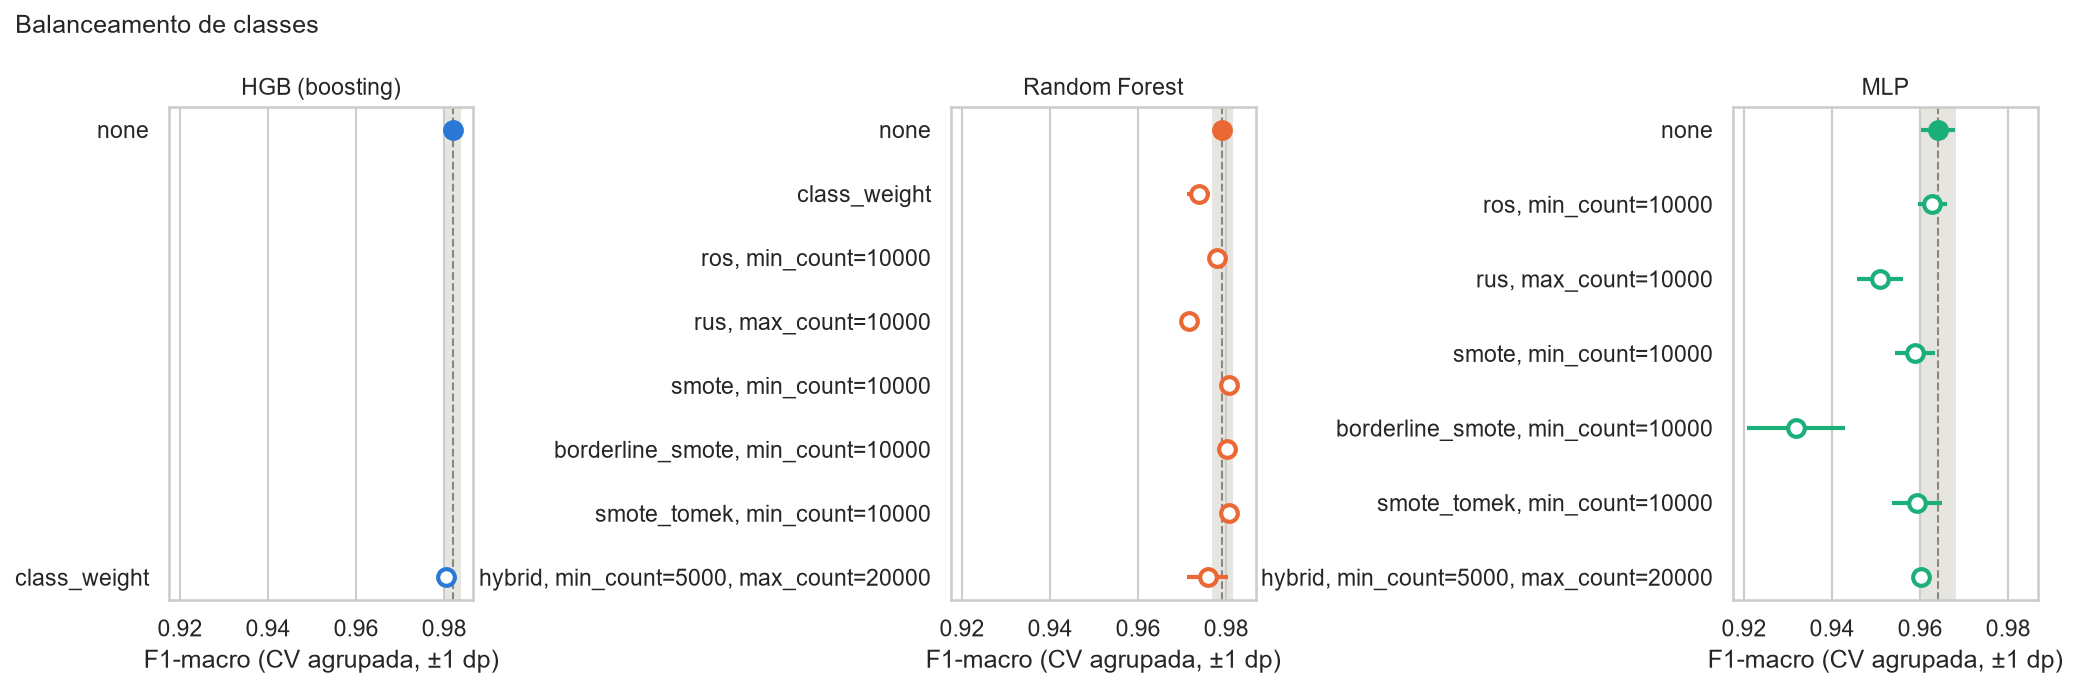 Balanceamento de classes
HGB (boosting)
none
class_weight
0.92 0.94 0.96 0.98
F1-macro (CV agrupada, ±1 dp)
Random Forest
none
class_weight
ros, min_count=10000
rus, max_count=10000
smote, min_count=10000
borderline_smote, min_count=10000
smote_tomek, min_count=10000
hybrid, min_count=5000, max_count=20000
0.92 0.94 0.96 0.98
F1-macro (CV agrupada, ±1 dp)
MLP
none
ros, min_count=10000
rus, max_count=10000
smote, min_count=10000
borderline_smote, min_count=10000
smote_tomek, min_count=10000
hybrid, min_count=5000, max_count=20000
0.92 0.94 0.96 0.98
F1-macro (CV agrupada, ±1 dp)